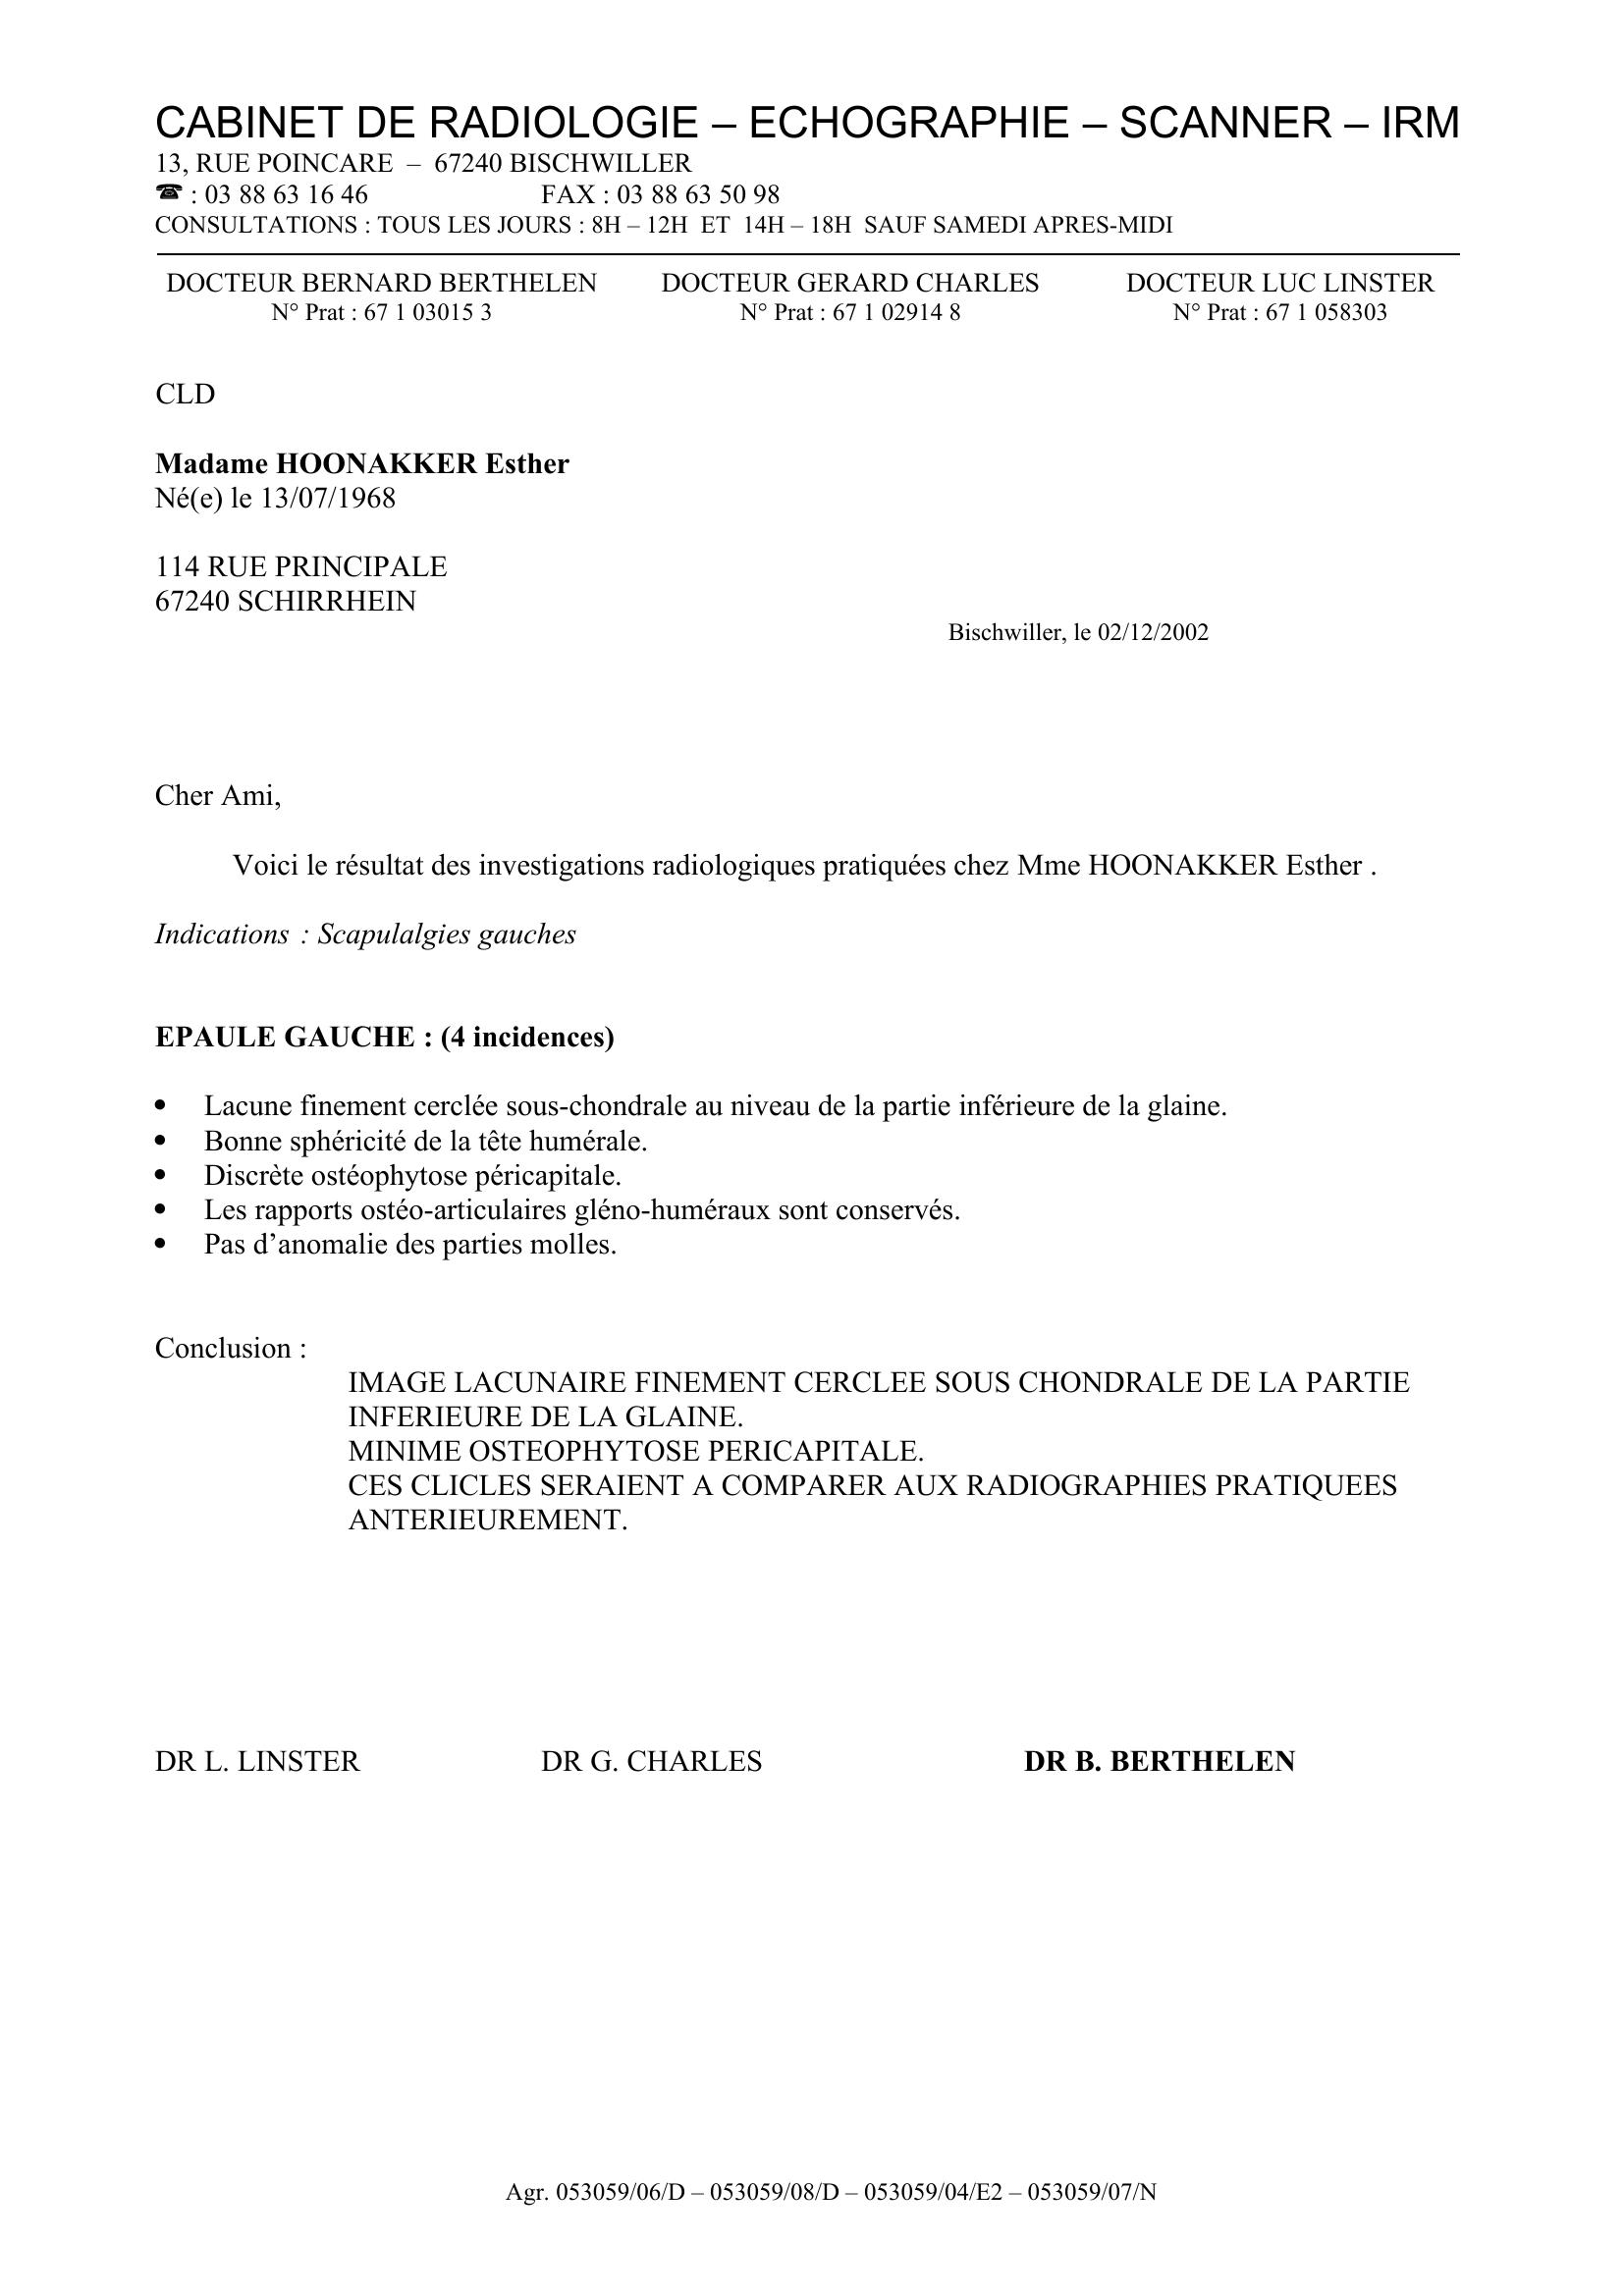 CABINET DE RADIOLOGIE – ECHOGRAPHIE – SCANNER – IRM
13, RUE POINCARE – 67240 BISCHWILLER
☎ : 03 88 63 16 46 FAX : 03 88 63 50 98
CONSULTATIONS : TOUS LES JOURS : 8H – 12H ET 14H – 18H SAUF SAMEDI APRES-MIDI
DOCTEUR BERNARD BERTHELEN DOCTEUR GERARD CHARLES DOCTEUR LUC LINSTER
N° Prat : 67 1 03015 3 N° Prat : 67 1 02914 8 N° Prat : 67 1 058303
CLD
Madame HOONAKKER Esther
Né(e) le 13/07/1968
114 RUE PRINCIPALE
67240 SCHIRRHEIN
Bischwiller, le 02/12/2002
Cher Ami,
Voici le résultat des investigations radiologiques pratiquées chez Mme HOONAKKER Esther .
Indications : Scapulalgies gauches
EPAULE GAUCHE : (4 incidences)
• Lacune finement cerclée sous-chondrale au niveau de la partie inférieure de la glaine.
• Bonne sphéricité de la tête humérale.
• Discrète ostéophytose péricapitale.
• Les rapports ostéo-articulaires gléno-huméraux sont conservés.
• Pas d’anomalie des parties molles.
Conclusion :
IMAGE LACUNAIRE FINEMENT CERCLEE SOUS CHONDRALE DE LA PARTIE
INFERIEURE DE LA GLAINE.
MINIME OSTEOPHYTOSE PERICAPITALE.
CES CLICLES SERAIENT A COMPARER AUX RADIOGRAPHIES PRATIQUEES
ANTERIEUREMENT.
DR L. LINSTER DR G. CHARLES DR B. BERTHELEN
Agr. 053059/06/D – 053059/08/D – 053059/04/E2 – 053059/07/N